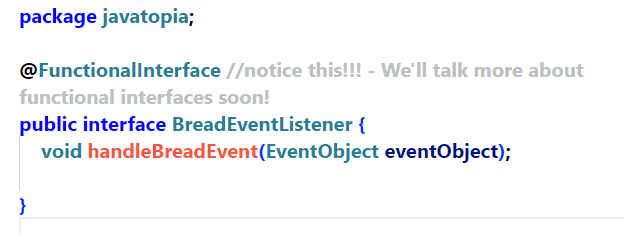 package javatopia;
@FunctionalInterface //notice this!!! - We'll talk more about
functional interfaces soon!
public interface BreadEventListener {
void handleBreadEvent(EventObject eventObject);
}